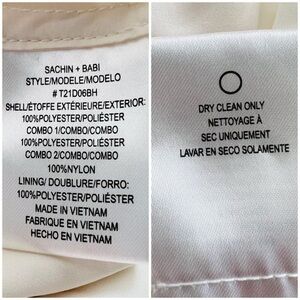 SACHIN + BABI
STYLE/MODELE/MODELO
# T21D06BH
SHELL/ÉTOFFE EXTÉRIEURE/EXTERIOR:
100%POLYESTER/POLIÉSTER
COMBO 1/COMBO/COMBO
100%POLYESTER/POLIÉSTER
COMBO 2/COMBO/COMBO
100%NYLON
LINING/ DOUBLURE/FORRO:
100%POLYESTER/POLIÉSTER
MADE IN VIETNAM
FABRIQUE EN VIETNAM
HECHO EN VIETNAM
DRY CLEAN ONLY
NETTOYAGE À
SEC UNIQUEMENT
LAVAR EN SECO SOLAMENTE